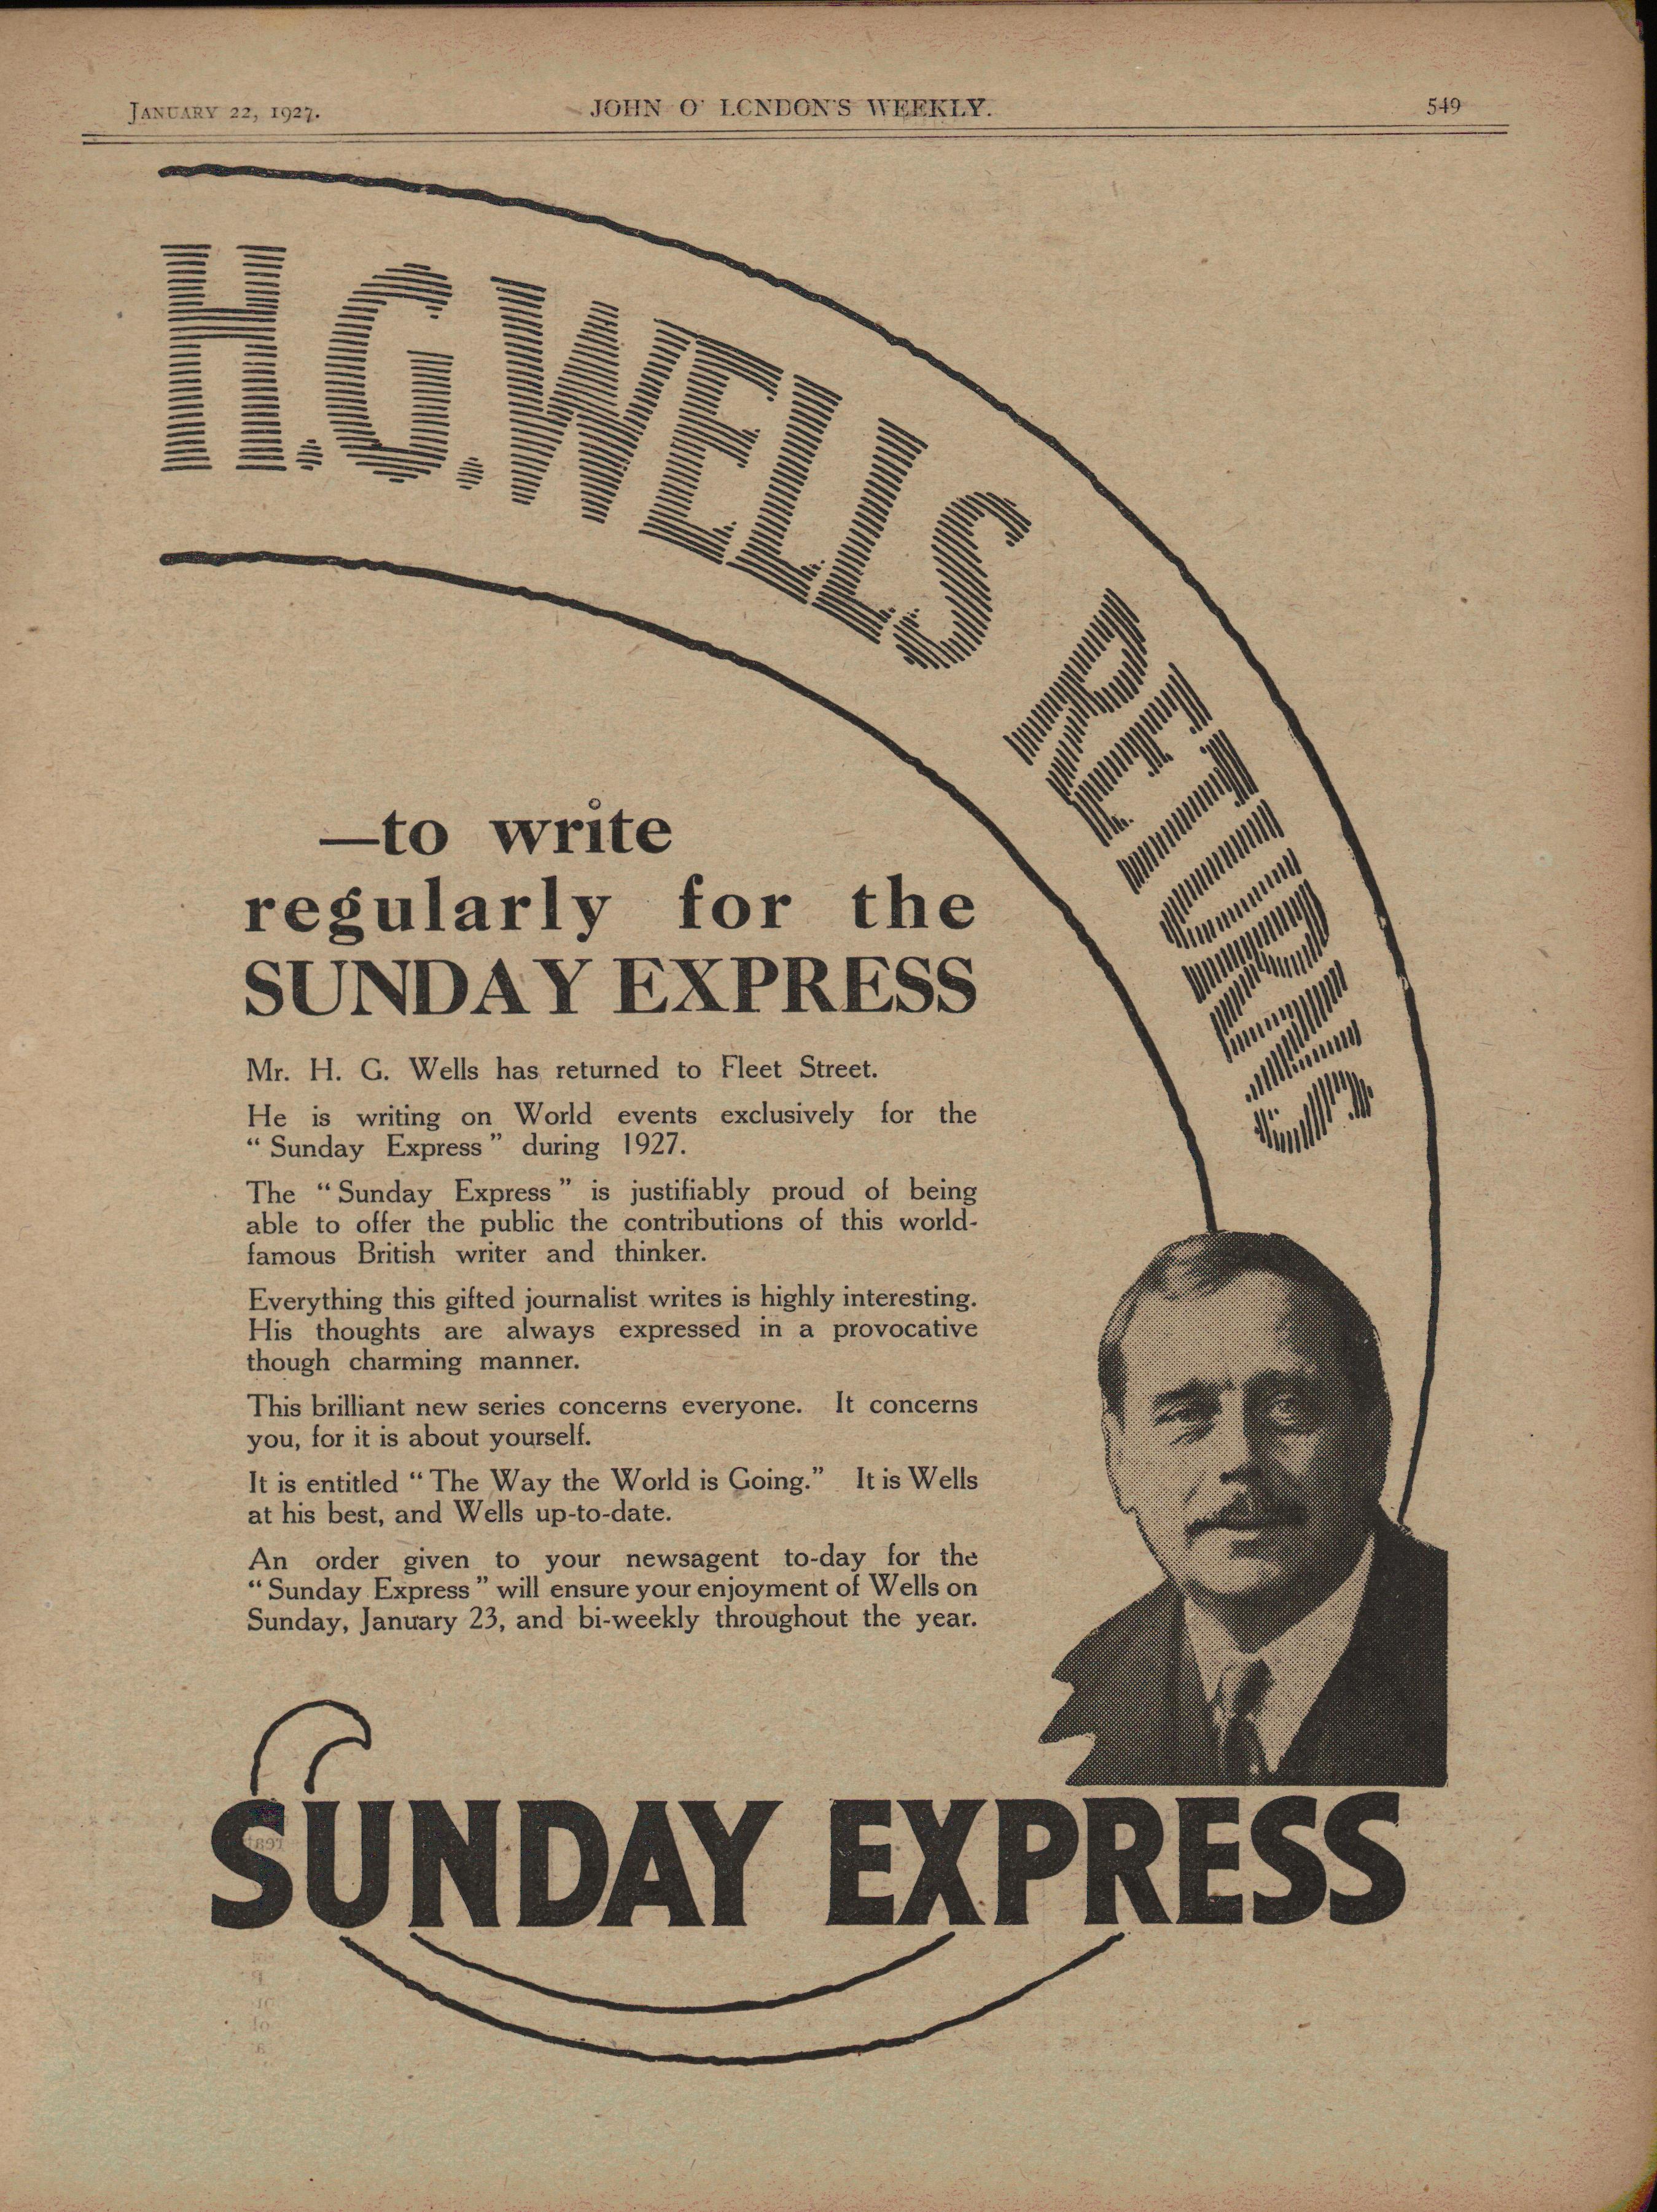 JANUARY 22, 1927.
JOHN O' LONDON'S WEEKLY.
549
H.G.WELLS RETURNS
—to write
regularly for the
SUNDAY EXPRESS
Mr. H. G. Wells has returned to Fleet Street.
He is writing on World events exclusively for the
“Sunday Express” during 1927.
The “Sunday Express” is justifiably proud of being
able to offer the public the contributions of this world-
famous British writer and thinker.
Everything this gifted journalist writes is highly interesting.
His thoughts are always expressed in a provocative
though charming manner.
This brilliant new series concerns everyone. It concerns
you, for it is about yourself.
It is entitled “The Way the World is Going.” It is Wells
at his best, and Wells up-to-date.
An order given to your newsagent to-day for the
“Sunday Express” will ensure your enjoyment of Wells on
Sunday, January 23, and bi-weekly throughout the year.
SUNDAY EXPRESS